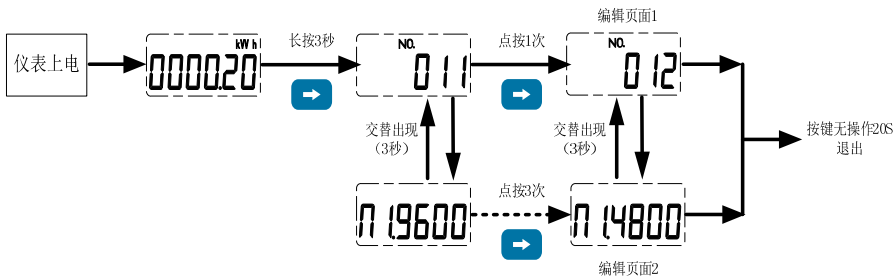 编辑页面1
仪表上电
kWh
0000.20
长按3秒
NO.
011
点按1次
NO.
012
交替出现
（3秒）
交替出现
（3秒）
按键无操作20S
退出
n1.9600
点按3次
n1.4800
编辑页面2